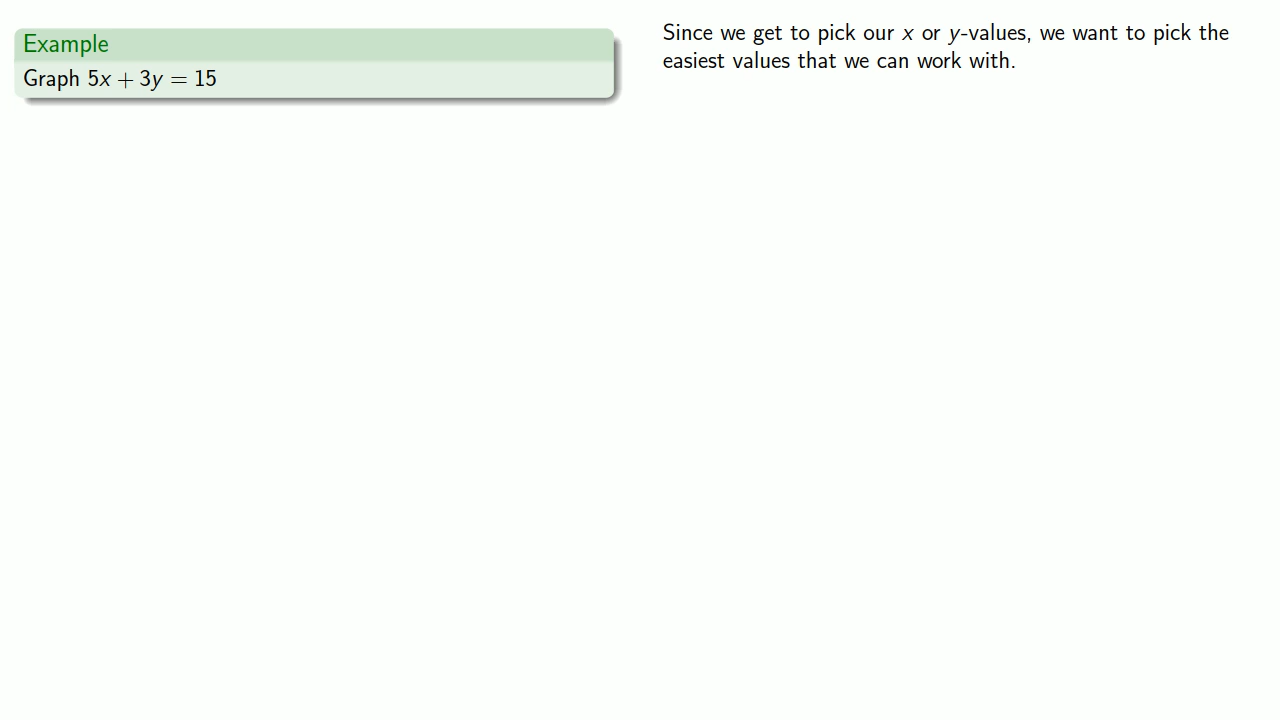 Example
Graph 5x + 3y = 15
Since we get to pick our x or y-values, we want to pick the
easiest values that we can work with.